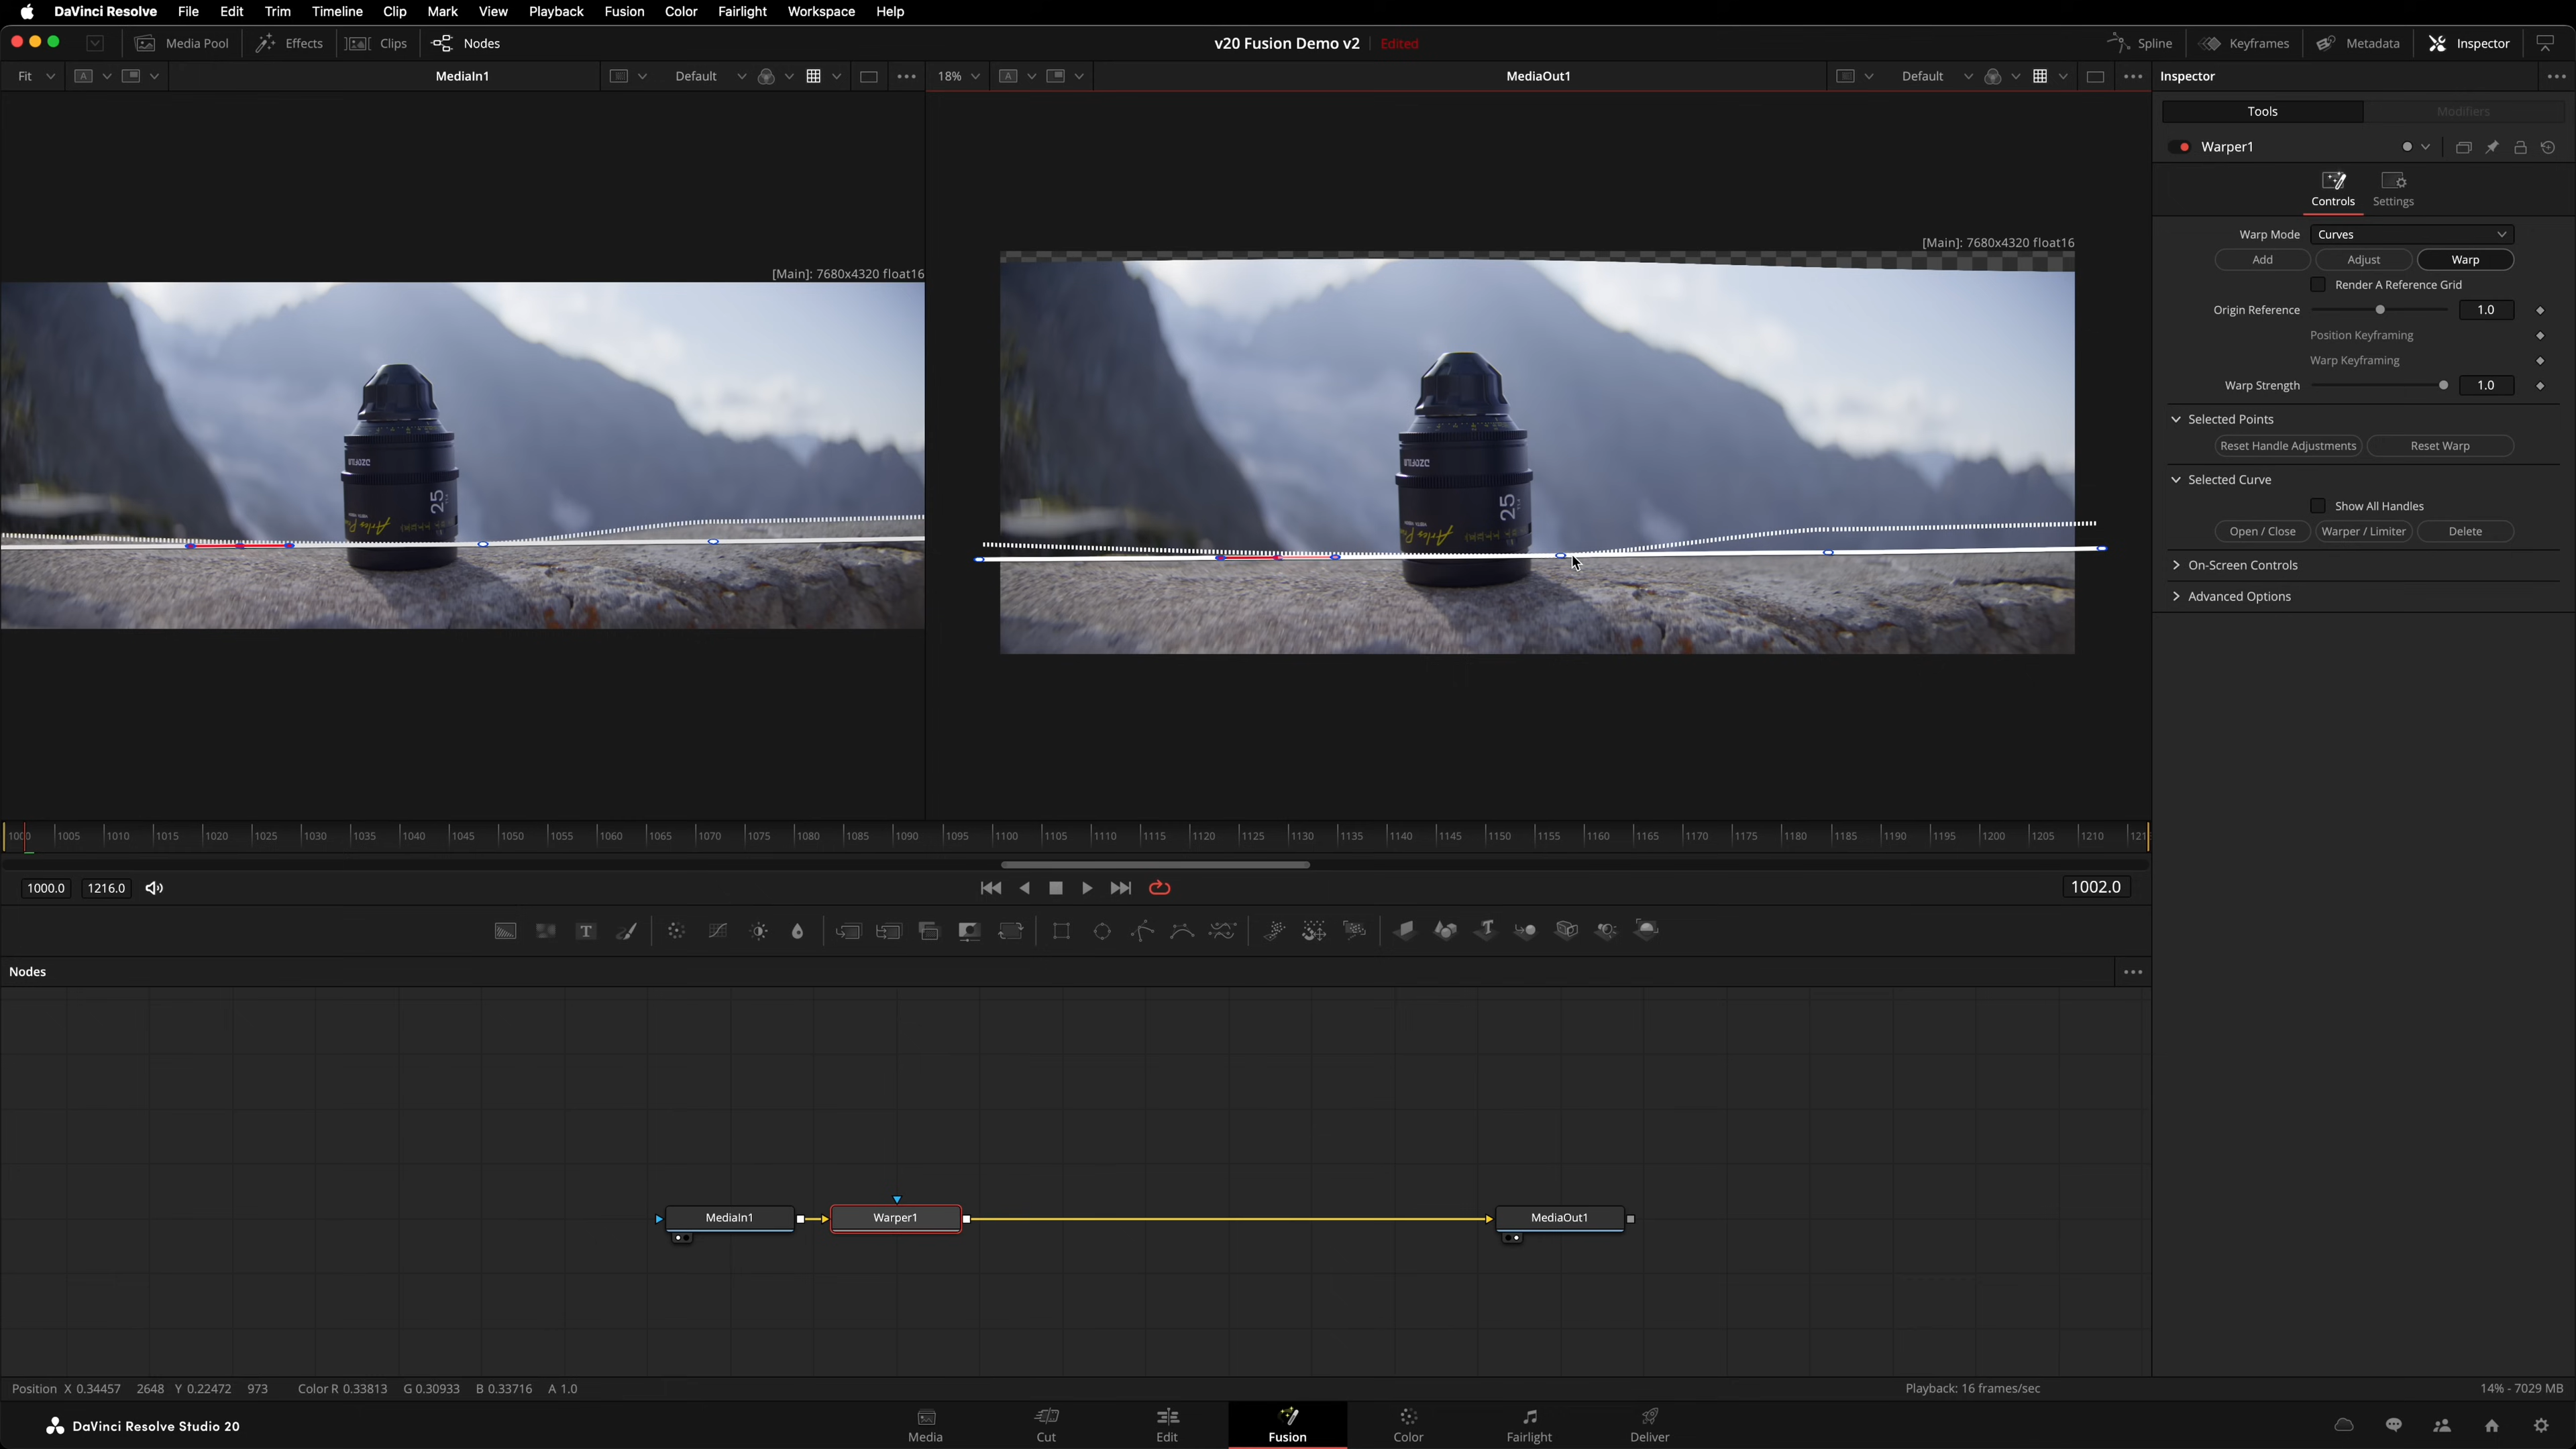 DaVinci Resolve File Edit Trim Timeline Clip Mark View Playback Fusion Color Fairlight Workspace Help
Media Pool Effects Clips Nodes v20 Fusion Demo v2 Edited Spline Keyframes Metadata Inspector
Fit A MediaIn1 Default 18% A MediaOut1 Default Inspector
Tools Modifiers
Warper1
Controls Settings
Warp Mode Curves
Add Adjust Warp
Render A Reference Grid
Origin Reference 1.0
Position Keyframing
Warp Keyframing
Warp Strength 1.0
Selected Points
Reset Handle Adjustments Reset Warp
Selected Curve
Show All Handles
Open / Close Warper / Limiter Delete
On-Screen Controls
Advanced Options
[Main]: 7680x4320 float16
25
[Main]: 7680x4320 float16
25
1000 1005 1010 1015 1020 1025 1030 1035 1040 1045 1050 1055 1060 1065 1070 1075 1080 1085 1090 1095 1100 1105 1110 1115 1120 1125 1130 1135 1140 1145 1150 1155 1160 1165 1170 1175 1180 1185 1190 1195 1200 1205 1210 121
1000.0 1216.0 1002.0
T T
Nodes
MediaIn1 Warper1 MediaOut1
Position X 0.34457 2648 Y 0.22472 973 Color R 0.33813 G 0.30933 B 0.33716 A 1.0 Playback: 16 frames/sec 14% - 7029 MB
DaVinci Resolve Studio 20
Media Cut Edit Fusion Color Fairlight Deliver